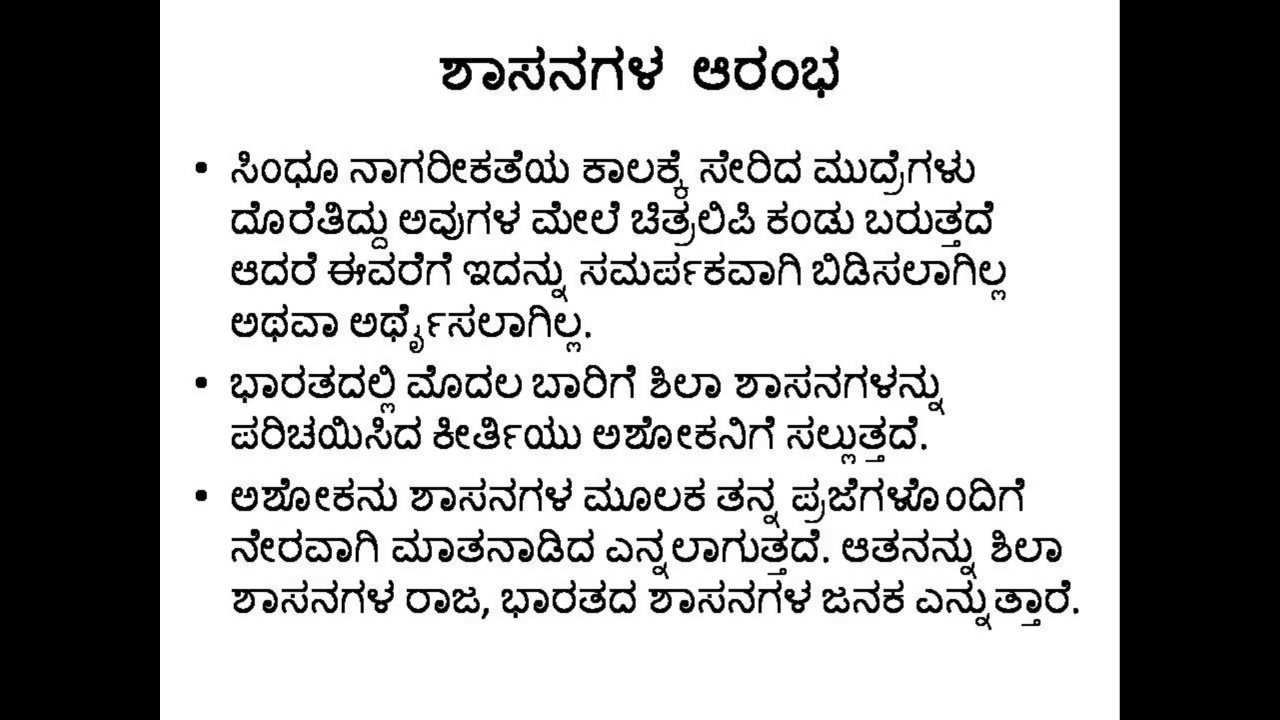 ಶಾಸನಗಳ ಆರಂಭ
• ಸಿಂಧೂ ನಾಗರೀಕತೆಯ ಕಾಲಕ್ಕೆ ಸೇರಿದ ಮುದ್ರೆಗಳು
ದೊರೆತಿದ್ದು ಅವುಗಳ ಮೇಲೆ ಚಿತ್ರಲಿಪಿ ಕಂಡು ಬರುತ್ತದೆ
ಆದರೆ ಈವರೆಗೆ ಇದನ್ನು ಸಮರ್ಪಕವಾಗಿ ಬಿಡಿಸಲಾಗಿಲ್ಲ
ಅಥವಾ ಅರ್ಥೈಸಲಾಗಿಲ್ಲ.
• ಭಾರತದಲ್ಲಿ ಮೊದಲ ಬಾರಿಗೆ ಶಿಲಾ ಶಾಸನಗಳನ್ನು
ಪರಿಚಯಿಸಿದ ಕೀರ್ತಿಯು ಅಶೋಕನಿಗೆ ಸಲ್ಲುತ್ತದೆ.
• ಅಶೋಕನು ಶಾಸನಗಳ ಮೂಲಕ ತನ್ನ ಪ್ರಜೆಗಳೊಂದಿಗೆ
ನೇರವಾಗಿ ಮಾತನಾಡಿದ ಎನ್ನಲಾಗುತ್ತದೆ. ಆತನನ್ನು ಶಿಲಾ
ಶಾಸನಗಳ ರಾಜ, ಭಾರತದ ಶಾಸನಗಳ ಜನಕ ಎನ್ನುತ್ತಾರೆ.